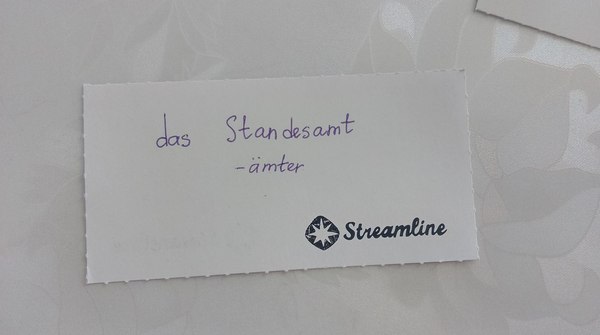 das Standesamt
-ämter
Streamline